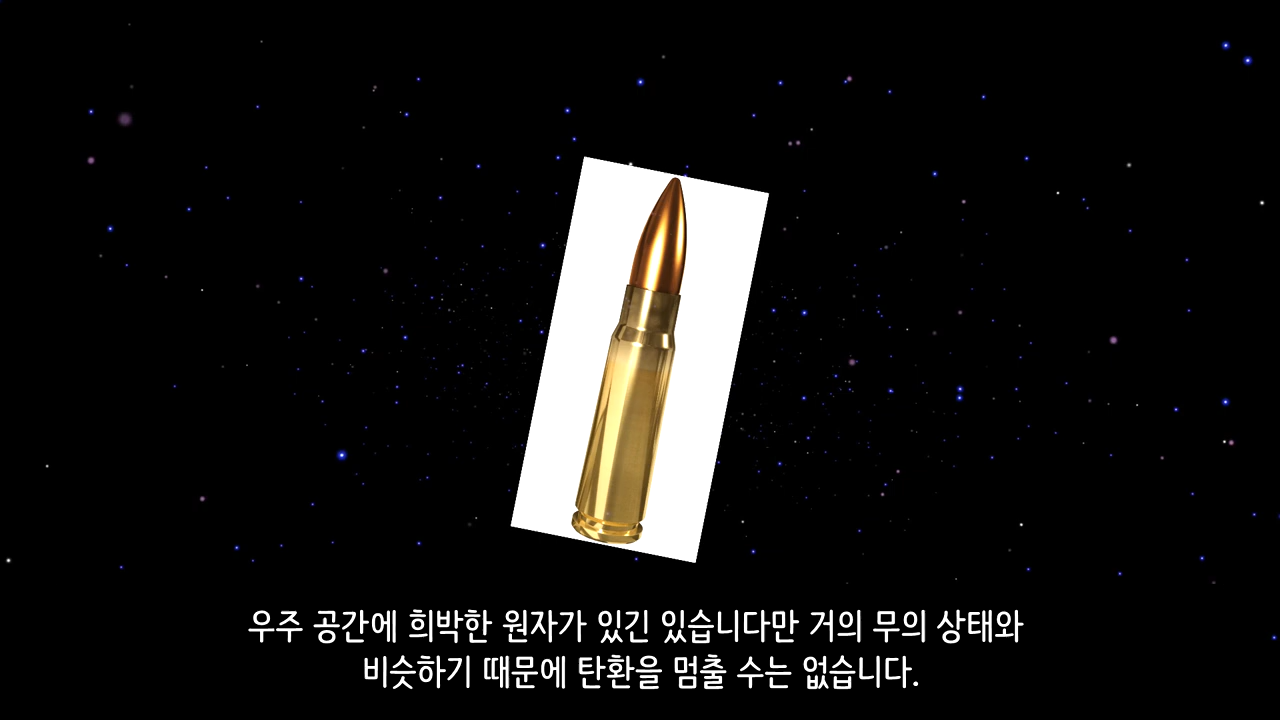 우주 공간에 희박한 원자가 있긴 있습니다만 거의 무의 상태와
비슷하기 때문에 탄환을 멈출 수는 없습니다.